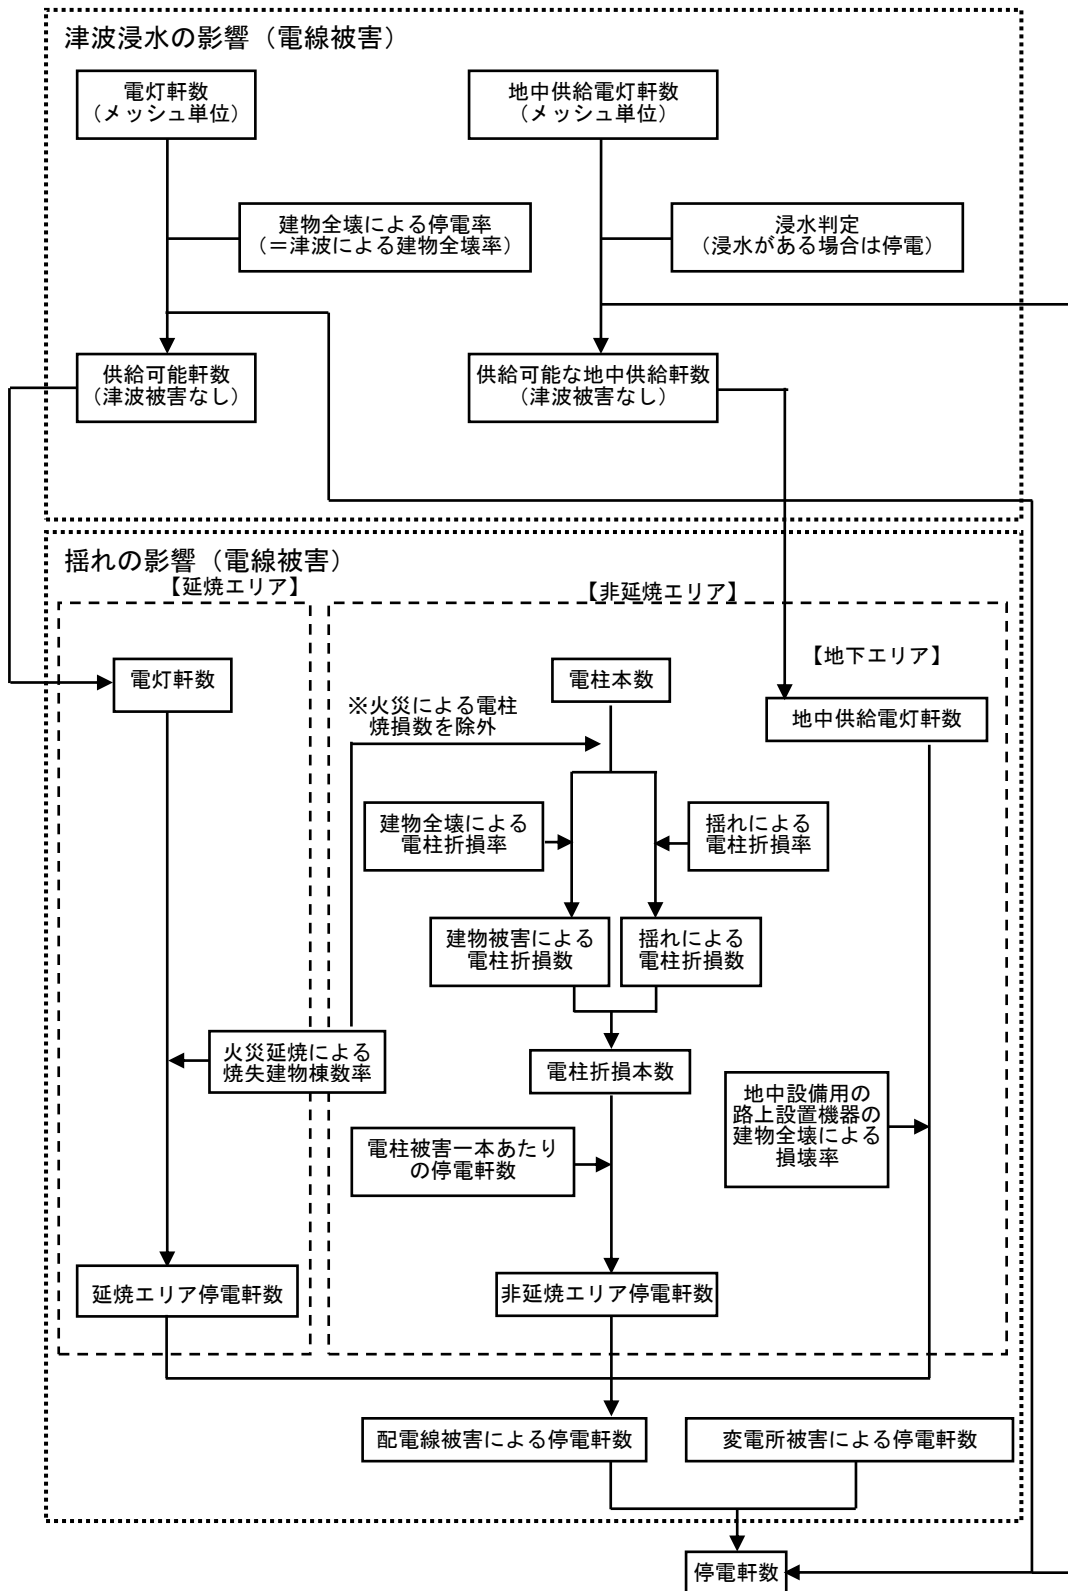 津波浸水の影響（電線被害）
電灯軒数
（メッシュ単位）
地中供給電灯軒数
（メッシュ単位）
建物全壊による停電率
（＝津波による建物全壊率）
浸水判定
（浸水がある場合は停電）
供給可能軒数
（津波被害なし）
供給可能な地中供給軒数
（津波被害なし）
揺れの影響（電線被害）
【延焼エリア】
【非延焼エリア】
【地下エリア】
電灯軒数
電柱本数
地中供給電灯軒数
※火災による電柱
焼損数を除外
建物全壊による
電柱折損率
揺れによる
電柱折損率
建物被害による
電柱折損数
揺れによる
電柱折損数
火災延焼による
焼失建物棟数率
電柱折損本数
地中設備用の
路上設置機器の
建物全壊による
損壊率
電柱被害一本あたり
の停電軒数
延焼エリア停電軒数
非延焼エリア停電軒数
配電線被害による停電軒数
変電所被害による停電軒数
停電軒数